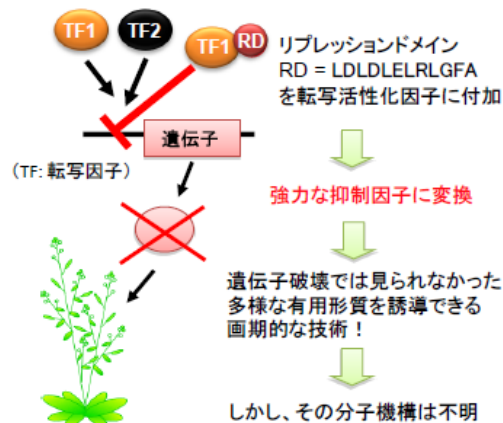 TF1
TF2
TF1
RD
遺伝子
(TF: 転写因子)
リプレッションドメイン
RD = LDLDLELRLGFA
を転写活性化因子に付加
強力な抑制因子に変換
遺伝子破壊では見られなかった
多様な有用形質を誘導できる
画期的な技術！
しかし、その分子機構は不明